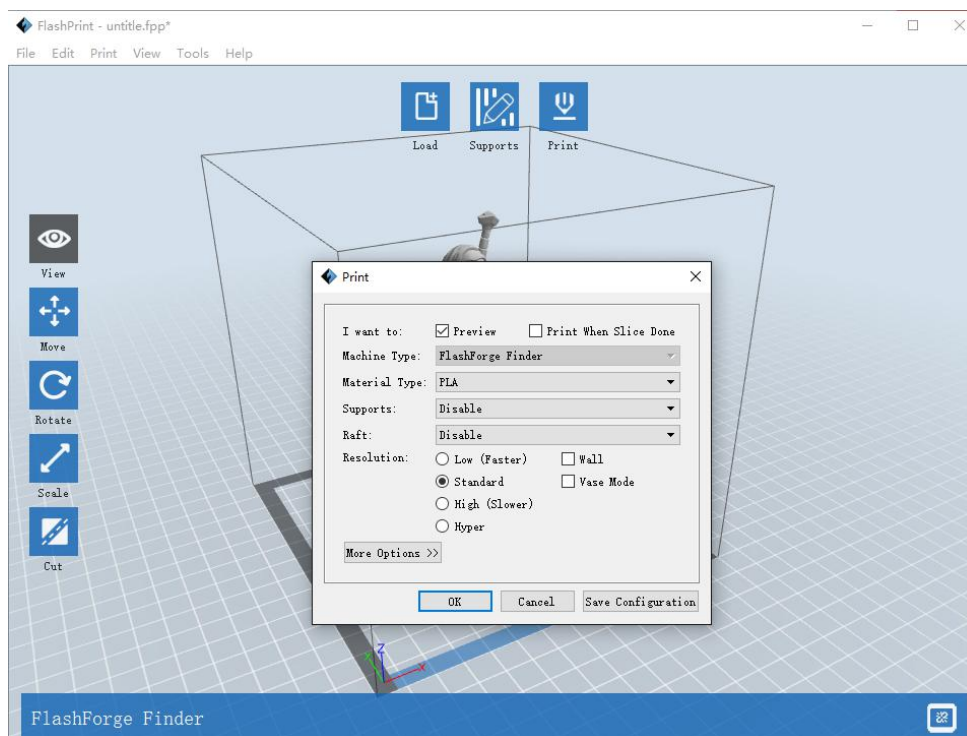 FlashPrint - untitle.fpp*
File Edit Print View Tools Help
Load Supports Print
View
Move
Rotate
Scale
Cut
Print
I want to: Preview Print When Slice Done
Machine Type: FlashForge Finder
Material Type: PLA
Supports: Disable
Raft: Disable
Resolution: Low (Faster) Wall
Standard Vase Mode
High (Slower)
Hyper
More Options >>
OK Cancel Save Configuration
Z
X
FlashForge Finder